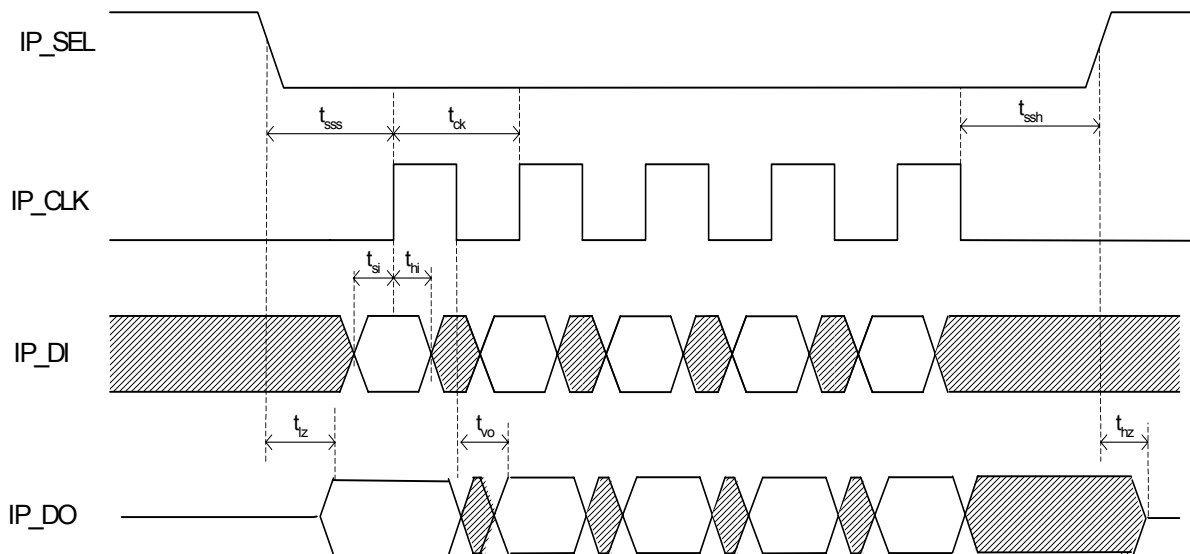 IP_SEL
t_sss
t_ck
t_ssh
IP_CLK
t_si
t_hi
IP_DI
t_lz
t_vo
t_hz
IP_DO